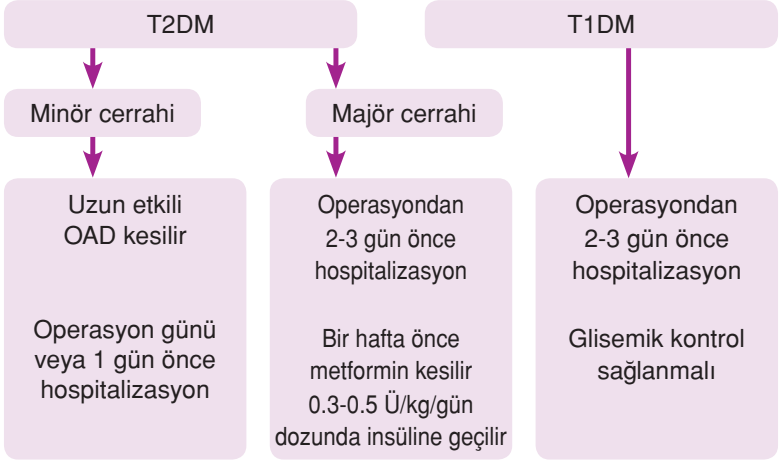 T2DM
T1DM
Minör cerrahi
Majör cerrahi
Uzun etkili
OAD kesilir
Operasyon günü
veya 1 gün önce
hospitalizasyon
Operasyondan
2-3 gün önce
hospitalizasyon
Bir hafta önce
metformin kesilir
0.3-0.5 Ü/kg/gün
dozunda insüline geçilir
Operasyondan
2-3 gün önce
hospitalizasyon
Glisemik kontrol
sağlanmalı